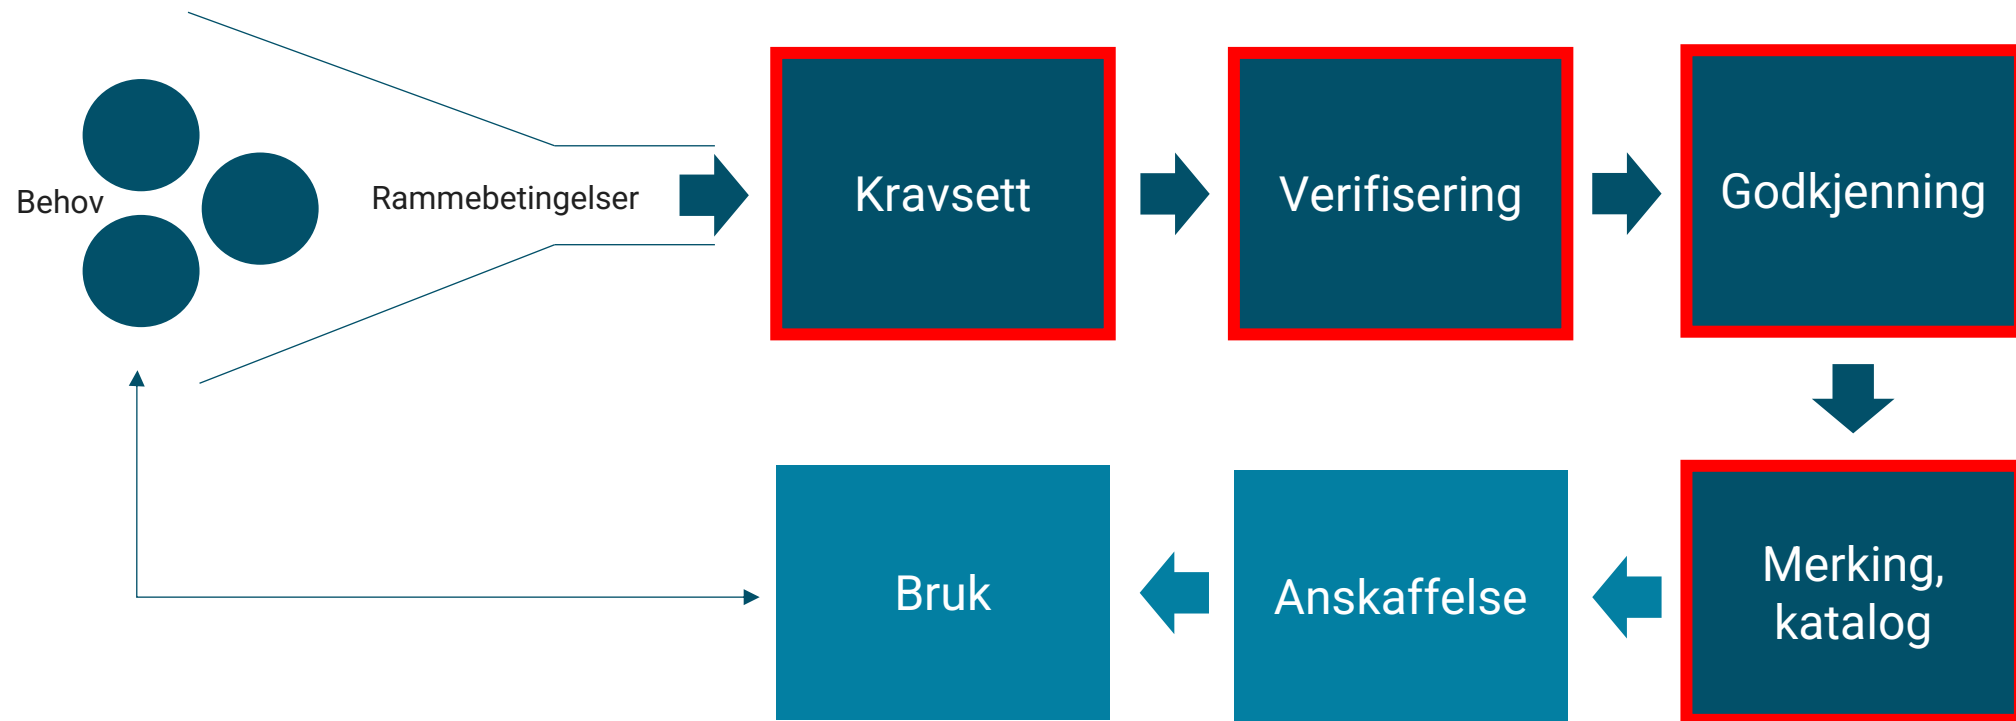 Behov
Rammebetingelser
Kravsett
Verifisering
Godkjenning
Merking,
katalog
Anskaffelse
Bruk